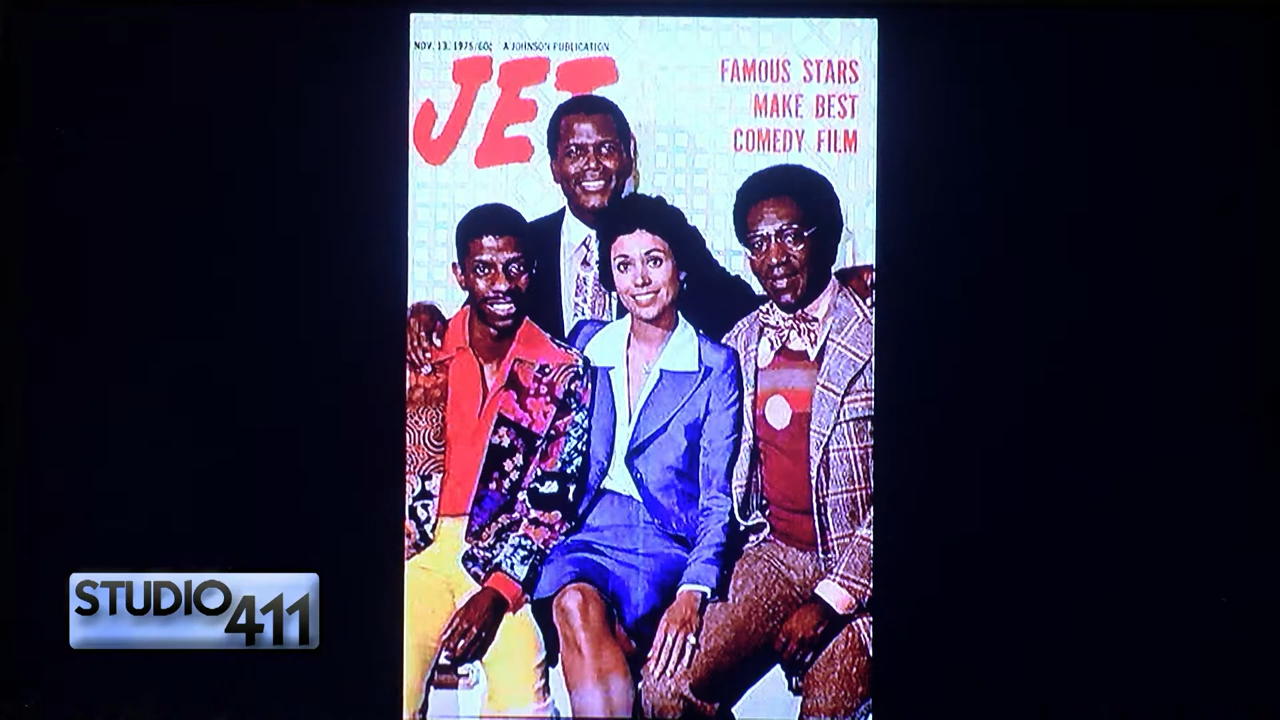 NOV. 13, 1975/60¢ A JOHNSON PUBLICATION
JET
FAMOUS STARS
MAKE BEST
COMEDY FILM
STUDIO
411